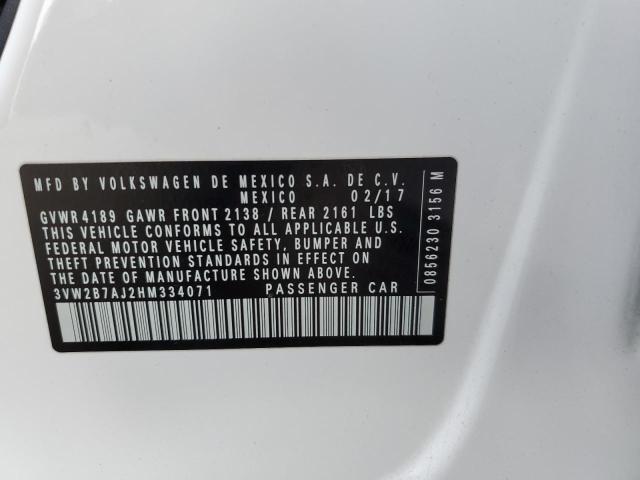 MFD BY VOLKSWAGEN DE MEXICO S.A. DE C.V.
MEXICO 02/17
GVWR 4189 GAWR FRONT 2138 / REAR 2161 LBS
THIS VEHICLE CONFORMS TO ALL APPLICABLE U.S.
FEDERAL MOTOR VEHICLE SAFETY, BUMPER AND
THEFT PREVENTION STANDARDS IN EFFECT ON
THE DATE OF MANUFACTURE SHOWN ABOVE.
3VW2B7AJ2HM334071 PASSENGER CAR
0856230 3156 M